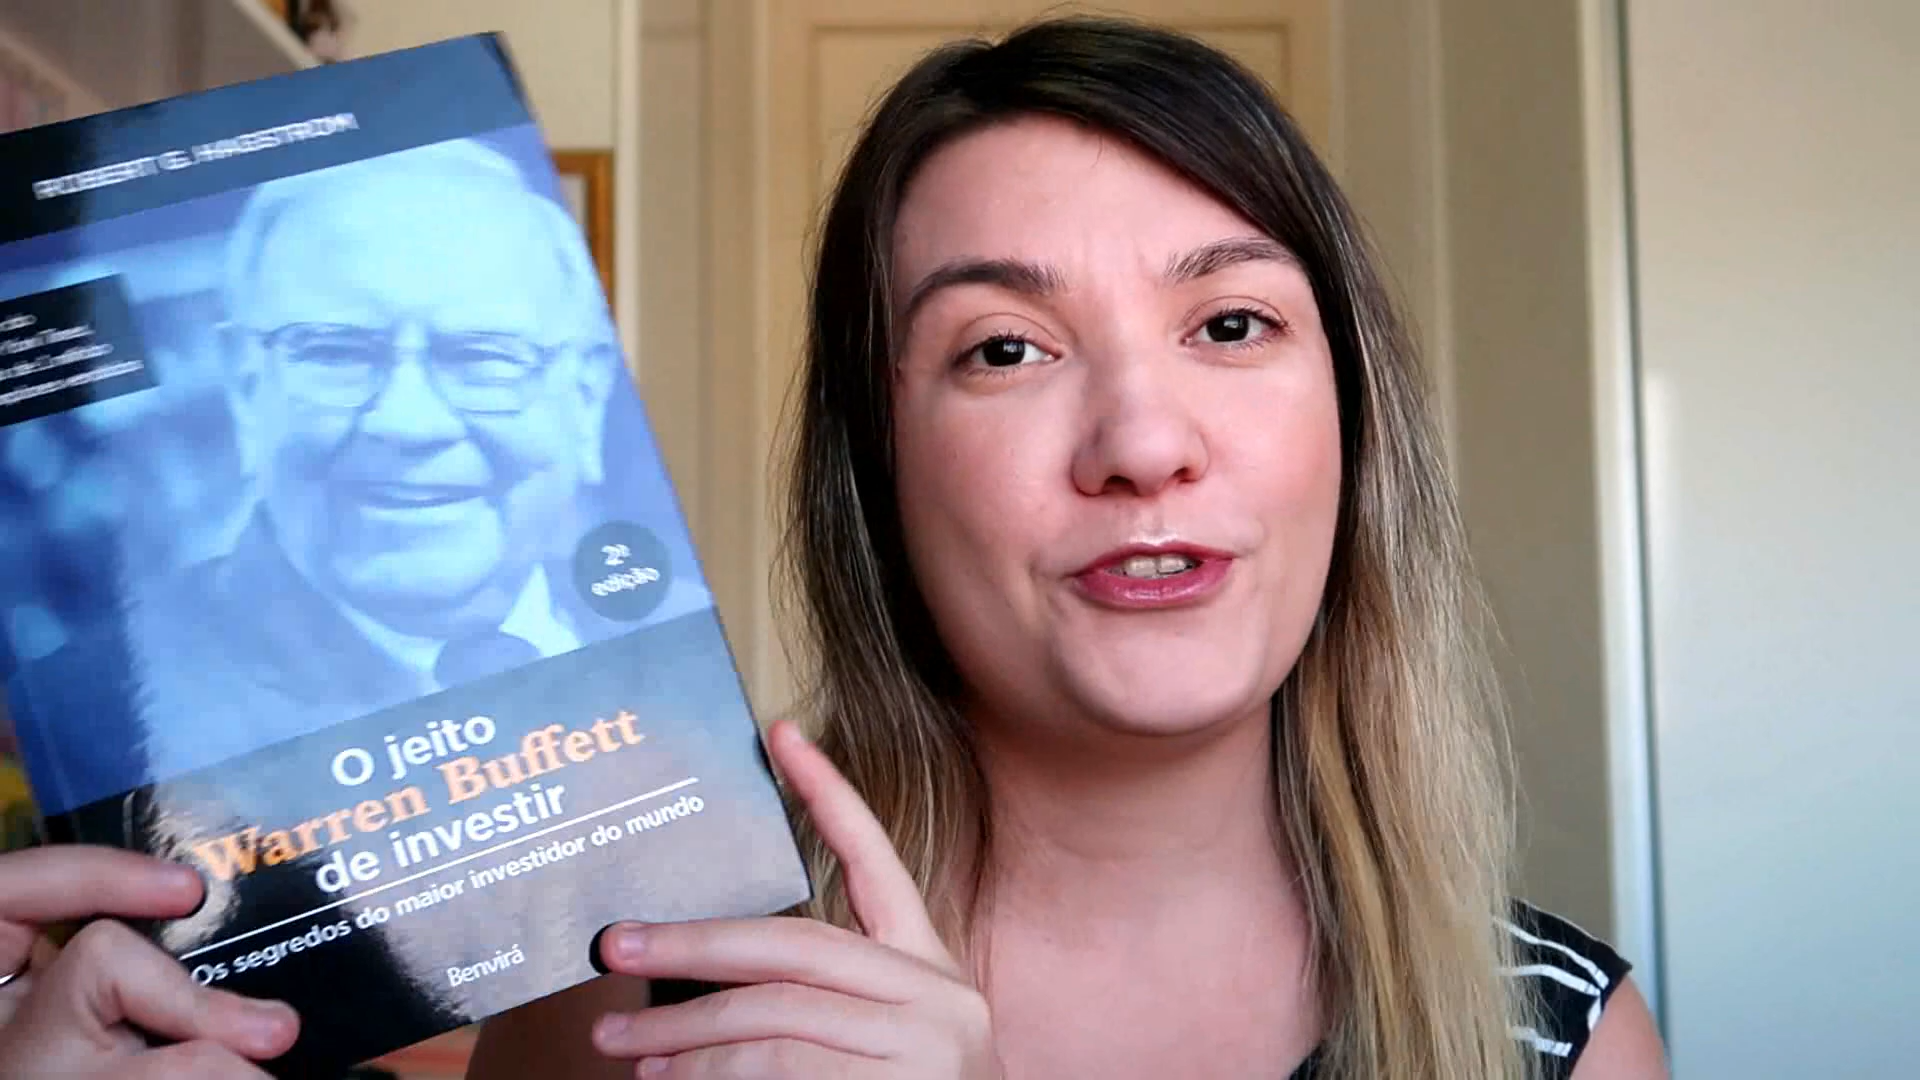 ROBERT G. HAGSTROM
2ª
edição
O jeito
Warren Buffett
de investir
Os segredos do maior investidor do mundo
Benvirá